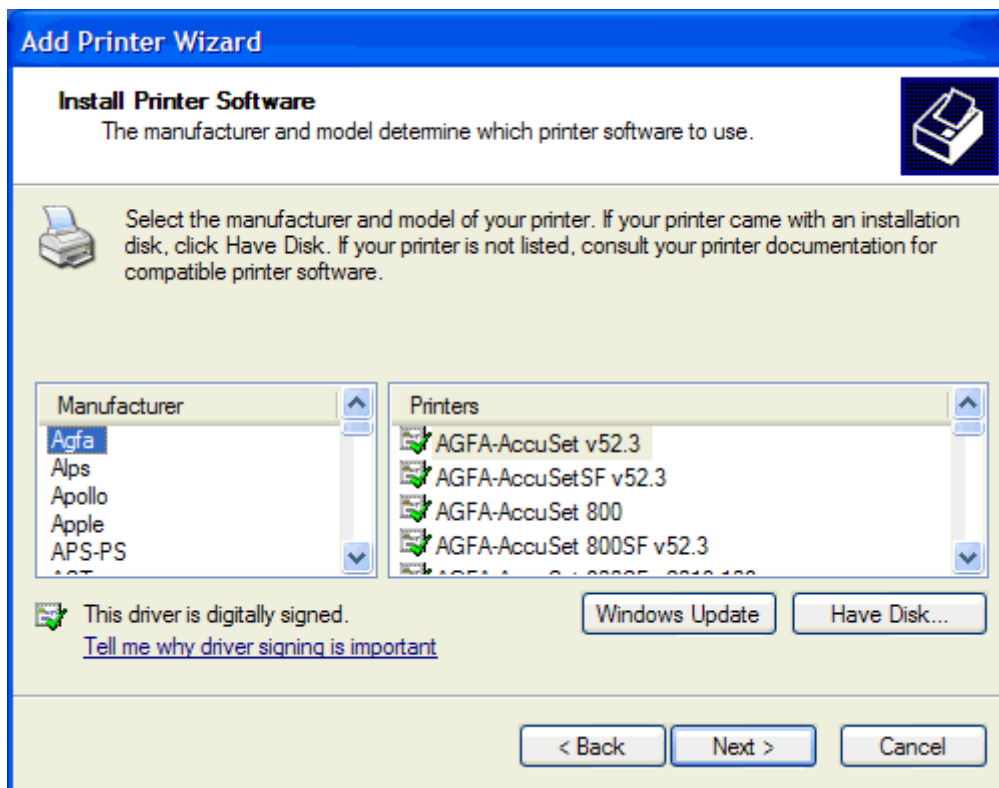 Add Printer Wizard
Install Printer Software
The manufacturer and model determine which printer software to use.
Select the manufacturer and model of your printer. If your printer came with an installation
disk, click Have Disk. If your printer is not listed, consult your printer documentation for
compatible printer software.
Manufacturer
Agfa
Alps
Apollo
Apple
APS-PS
Printers
AGFA-AccuSet v52.3
AGFA-AccuSetSF v52.3
AGFA-AccuSet 800
AGFA-AccuSet 800SF v52.3
This driver is digitally signed.
Tell me why driver signing is important
Windows Update
Have Disk...
< Back
Next >
Cancel